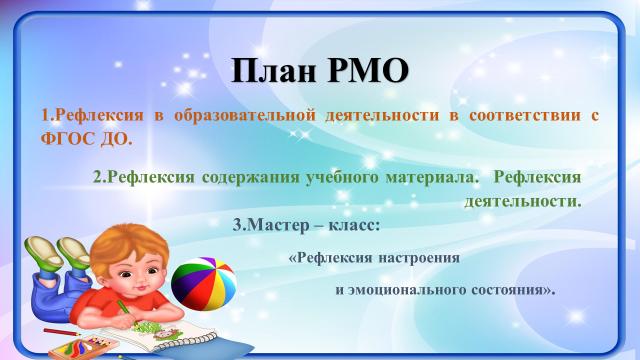 План РМО
1.Рефлексия в образовательной деятельности в соответствии с
ФГОС ДО.
2.Рефлексия содержания учебного материала. Рефлексия
деятельности.
3.Мастер – класс:
«Рефлексия настроения
и эмоционального состояния».